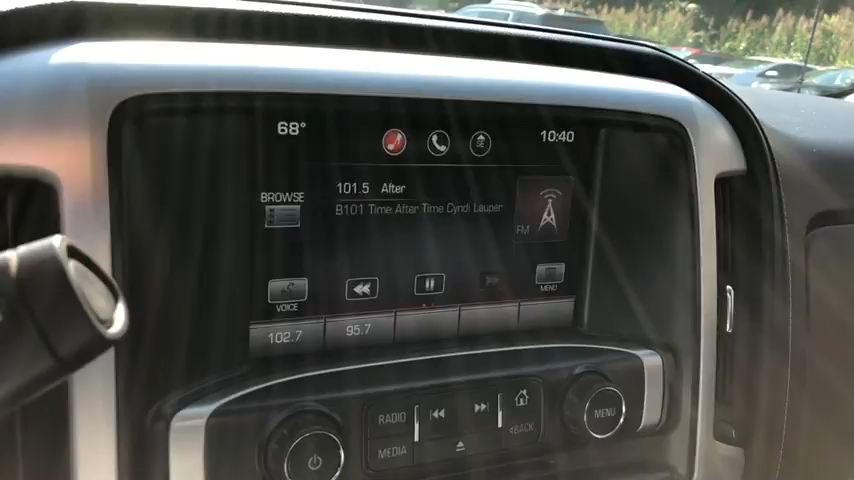 68° 10:40
101.5 After
BROWSE
B101 Time After Time Cyndi Lauper
FM
VOICE
MENU
102.7 95.7
RADIO
MEDIA
BACK
MENU